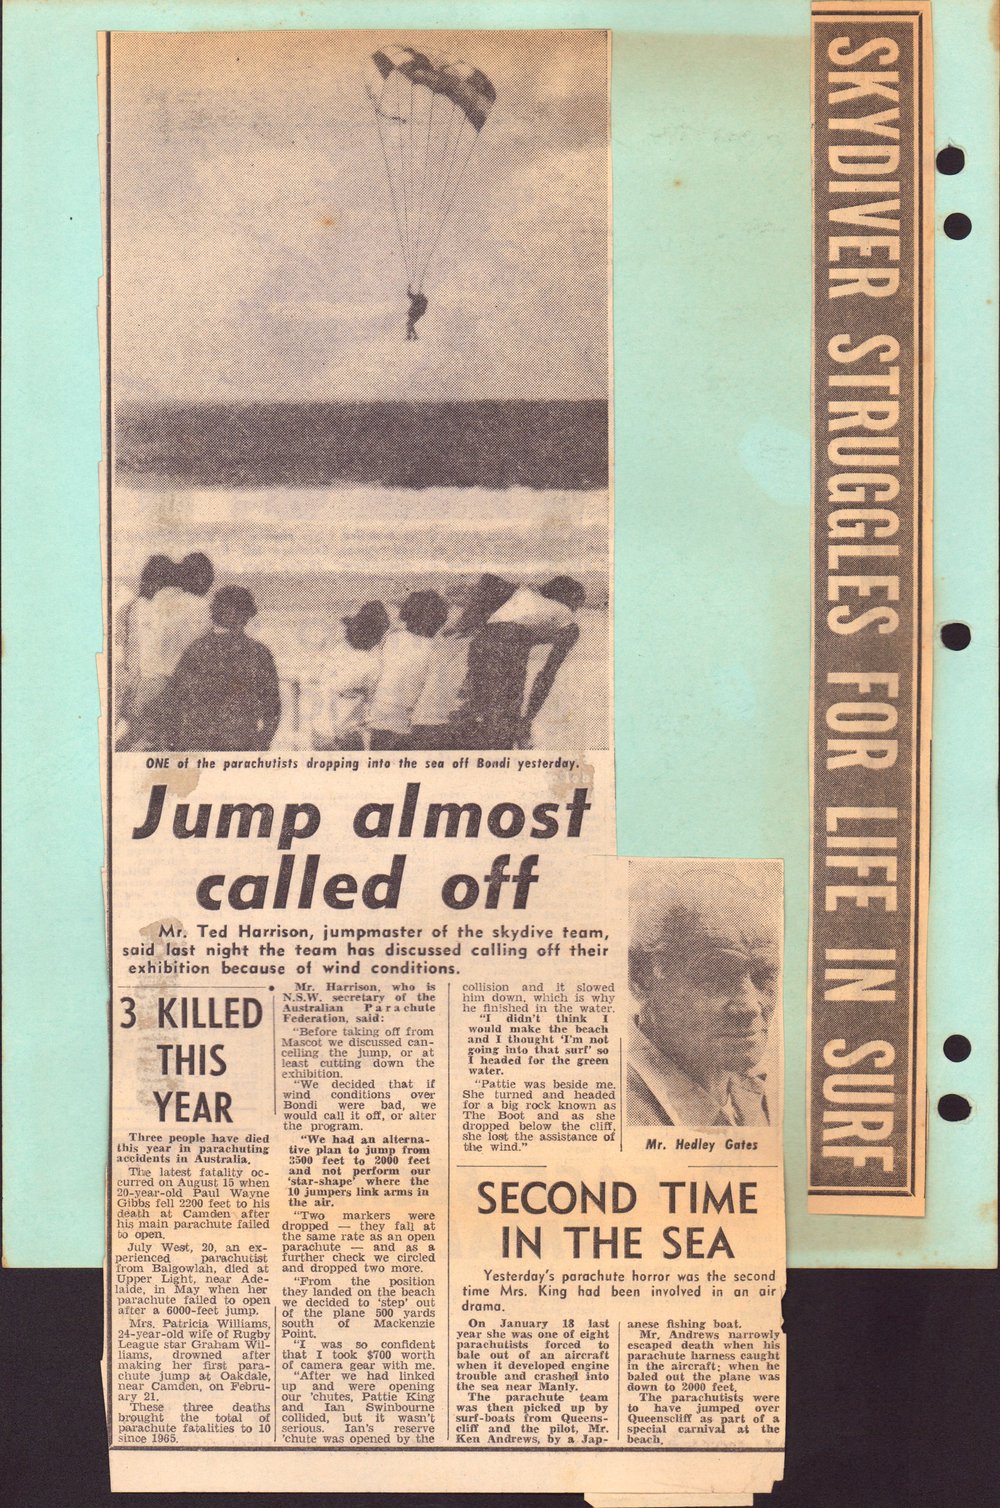 SKYDIVER STRUGGLES FOR LIFE IN SURF
ONE of the parachutists dropping into the sea off Bondi yesterday.
Jump almost
called off
Mr. Ted Harrison, jumpmaster of the skydive team,
said last night the team has discussed calling off their
exhibition because of wind conditions.
3 KILLED
THIS
YEAR
Three people have died
this year in parachuting
accidents in Australia.
The latest fatality oc-
curred on August 15 when
20-year-old Paul Wayne
Gibbs fell 2200 feet to his
death at Camden after
his main parachute failed
to open.
July West, 20, an ex-
perienced parachutist
from Balgowlah, died at
Upper Light, near Ade-
laide, in May when her
parachute failed to open
after a 6000-feet jump.
Mrs. Patricia Williams,
24-year-old wife of Rugby
League star Graham Wil-
liams, drowned after
making her first para-
chute jump at Oakdale,
near Camden, on Febru-
ary 21.
These three deaths
brought the total of
parachute fatalities to 10
since 1965.
Mr. Harrison, who is
N.S.W. secretary of the
Australian Parachute
Federation, said:
"Before taking off from
Mascot we discussed can-
celling the jump, or at
least cutting down the
exhibition.
"We decided that if
wind conditions over
Bondi were bad, we
would call it off, or alter
the program.
"We had an alterna-
tive plan to jump from
3500 feet to 2000 feet
and not perform our
'star-shape' where the
10 jumpers link arms in
the air.
"Two markers were
dropped — they fall at
the same rate as an open
parachute — and as a
further check we circled
and dropped two more.
"From the position
they landed on the beach
we decided to 'step' out
of the plane 500 yards
south of Mackenzie
Point.
"I was so confident
that I took $700 worth
of camera gear with me.
"After we had linked
up and were opening
our 'chutes, Pattie King
and Ian Swinbourne
collided, but it wasn't
serious. Ian's reserve
'chute was opened by the
collision and it slowed
him down, which is why
he finished in the water.
"I didn't think I
would make the beach
and I thought 'I'm not
going into that surf' so
I headed for the green
water.
"Pattie was beside me.
She turned and headed
for a big rock known as
The Boot and as she
dropped below the cliff,
she lost the assistance of
the wind."
Mr. Hedley Gates
SECOND TIME
IN THE SEA
Yesterday's parachute horror was the second
time Mrs. King had been involved in an air
drama.
On January 18 last
year she was one of eight
parachutists forced to
bale out of an aircraft
when it developed engine
trouble and crashed into
the sea near Manly.
The parachute team
was then picked up by
surf-boats from Queens-
cliff and the pilot, Mr.
Ken Andrews, by a Jap-
anese fishing boat.
Mr. Andrews narrowly
escaped death when his
parachute harness caught
in the aircraft; when he
baled out the plane was
down to 2000 feet.
The parachutists were
to have jumped over
Queenscliff as part of a
special carnival at the
beach.